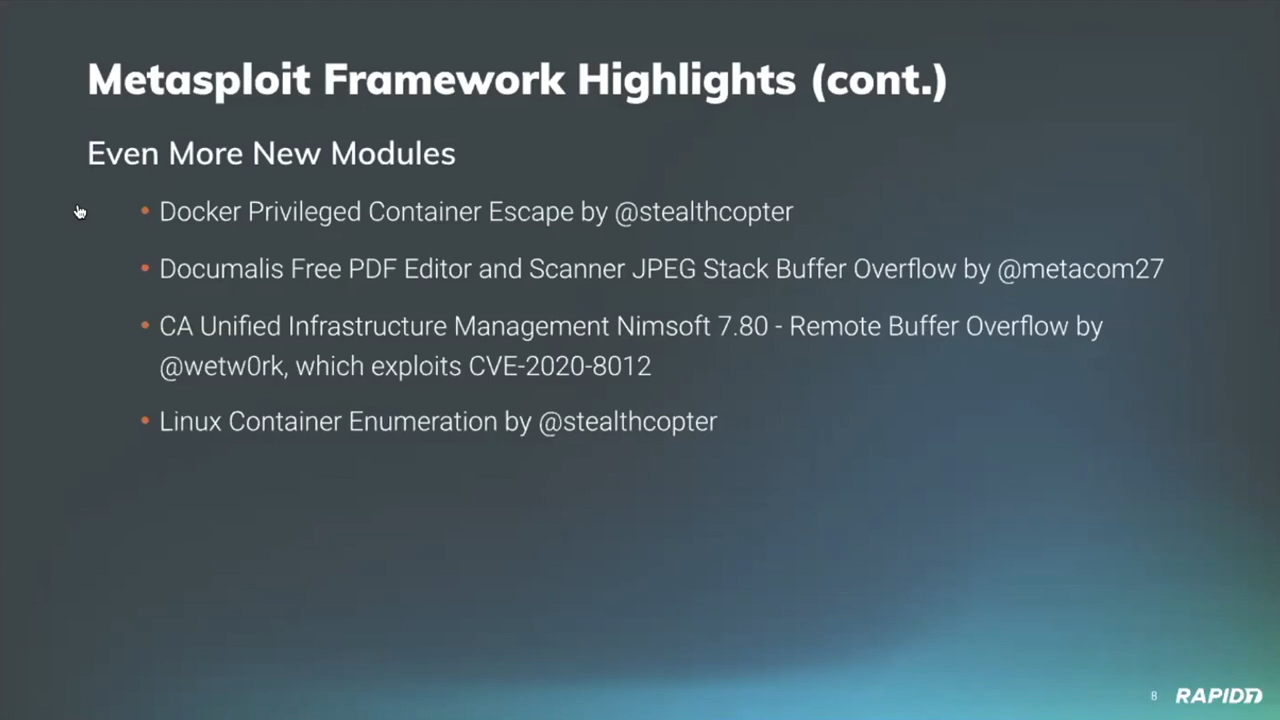 Metasploit Framework Highlights (cont.)
Even More New Modules
• Docker Privileged Container Escape by @stealthcopter
• Documalis Free PDF Editor and Scanner JPEG Stack Buffer Overflow by @metacom27
• CA Unified Infrastructure Management Nimsoft 7.80 - Remote Buffer Overflow by
@wetw0rk, which exploits CVE-2020-8012
• Linux Container Enumeration by @stealthcopter
8 RAPID7